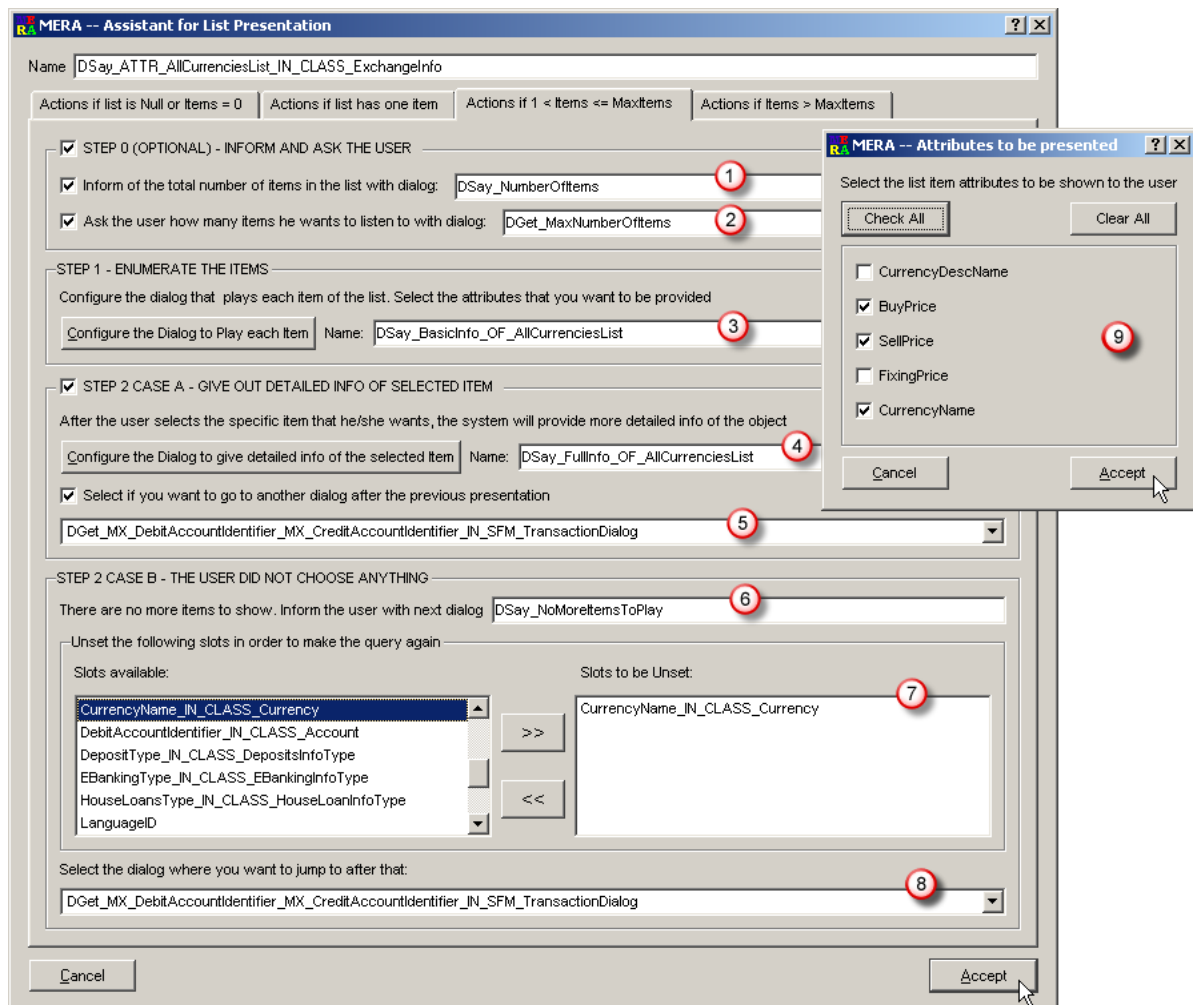 MERA -- Assistant for List Presentation
Name DSay_ATTR_AllCurrenciesList_IN_CLASS_ExchangeInfo
Actions if list is Null or Items = 0
Actions if list has one item
Actions if 1 < Items <= MaxItems
Actions if Items > MaxItems
STEP 0 (OPTIONAL) - INFORM AND ASK THE USER
Inform of the total number of items in the list with dialog: DSay_NumberOfItems 1
Ask the user how many items he wants to listen to with dialog: DGet_MaxNumberOfItems 2
STEP 1 - ENUMERATE THE ITEMS
Configure the dialog that plays each item of the list. Select the attributes that you want to be provided
Configure the Dialog to Play each Item Name: DSay_BasicInfo_OF_AllCurrenciesList 3
STEP 2 CASE A - GIVE OUT DETAILED INFO OF SELECTED ITEM
After the user selects the specific item that he/she wants, the system will provide more detailed info of the object
Configure the Dialog to give detailed info of the selected Item Name: DSay_FullInfo_OF_AllCurrenciesList 4
Select if you want to go to another dialog after the previous presentation
DGet_MX_DebitAccountIdentifier_MX_CreditAccountIdentifier_IN_SFM_TransactionDialog 5
STEP 2 CASE B - THE USER DID NOT CHOOSE ANYTHING
There are no more items to show. Inform the user with next dialog DSay_NoMoreItemsToPlay 6
Unset the following slots in order to make the query again
Slots available:
CurrencyName_IN_CLASS_Currency
DebitAccountIdentifier_IN_CLASS_Account
DepositType_IN_CLASS_DepositsInfoType
EBankingType_IN_CLASS_EBankingInfoType
HouseLoansType_IN_CLASS_HouseLoanInfoType
LanguageID
>>
<<
Slots to be Unset:
CurrencyName_IN_CLASS_Currency 7
Select the dialog where you want to jump to after that:
DGet_MX_DebitAccountIdentifier_MX_CreditAccountIdentifier_IN_SFM_TransactionDialog 8
Cancel
Accept
MERA -- Attributes to be presented
Select the list item attributes to be shown to the user
Check All
Clear All
CurrencyDescName
BuyPrice
SellPrice
FixingPrice
CurrencyName
9
Cancel
Accept